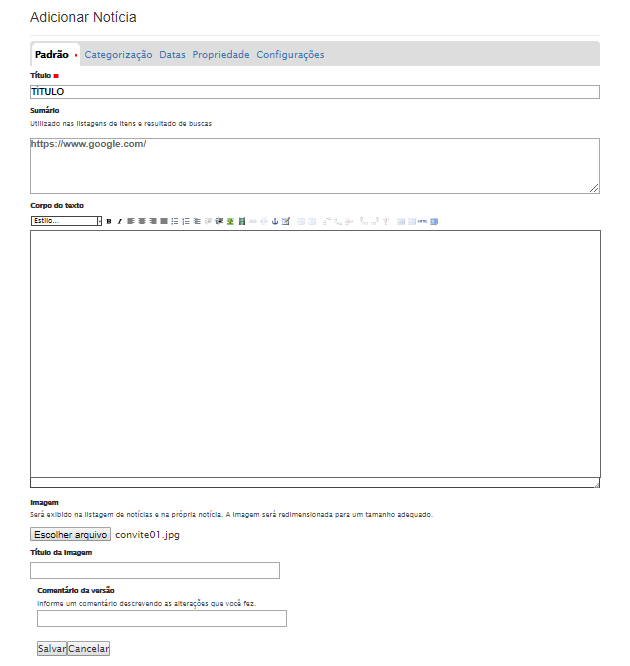 Adicionar Notícia
Padrão Categorização Datas Propriedade Configurações
Título
TÍTULO
Sumário
Utilizado nas listagens de itens e resultado de buscas
https://www.google.com/
Corpo do texto
Estilo... B I HTML
Imagem
Será exibido na listagem de notícias e na própria notícia. A imagem será redimensionada para um tamanho adequado.
Escolher arquivo convite01.jpg
Título da Imagem
Comentário da versão
Informe um comentário descrevendo as alterações que você fez.
Salvar Cancelar